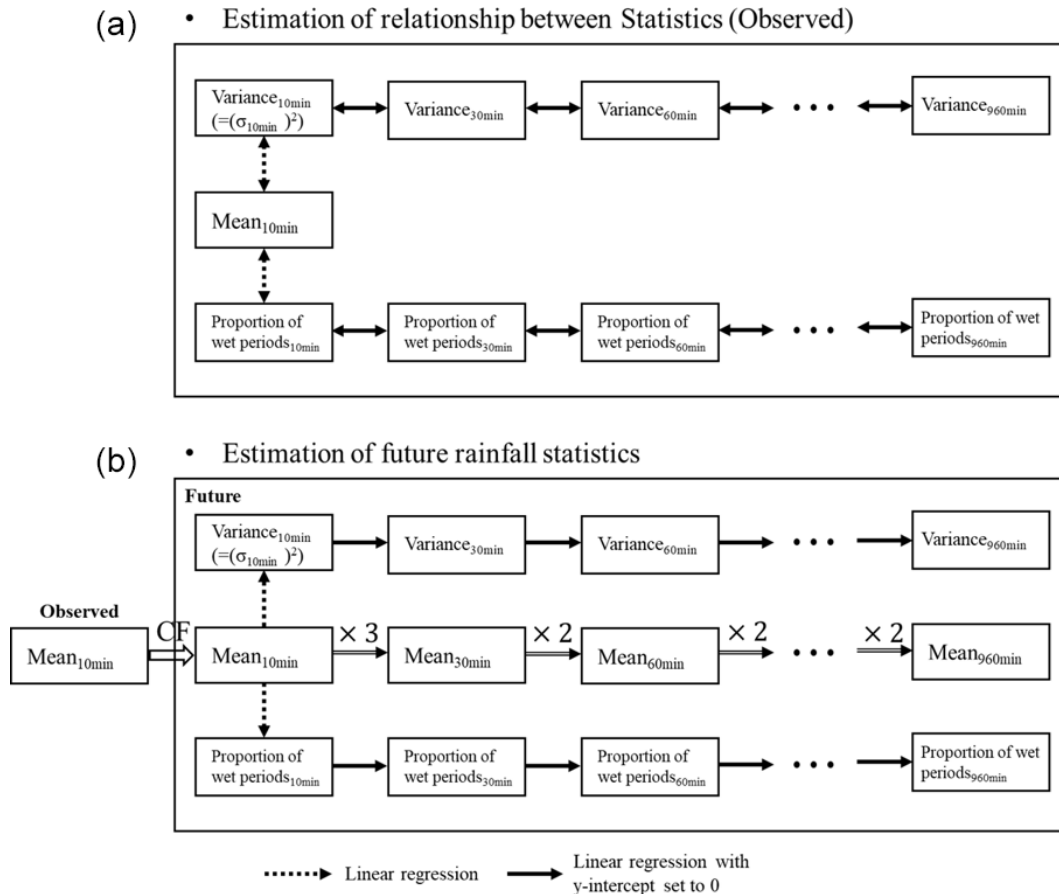 (a)
• Estimation of relationship between Statistics (Observed)
Variance10min
(=(σ10min )2)
Variance30min
Variance60min
• • •
Variance960min
Mean10min
Proportion of
wet periods10min
Proportion of
wet periods30min
Proportion of
wet periods60min
• • •
Proportion of wet
periods960min
(b)
• Estimation of future rainfall statistics
Future
Variance10min
(=(σ10min )2)
Variance30min
Variance60min
• • •
Variance960min
Observed
Mean10min
CF
Mean10min
× 3
Mean30min
× 2
Mean60min
× 2
• • •
× 2
Mean960min
Proportion of
wet periods10min
Proportion of
wet periods30min
Proportion of
wet periods60min
• • •
Proportion of wet
periods960min
Linear regression
Linear regression with
y-intercept set to 0